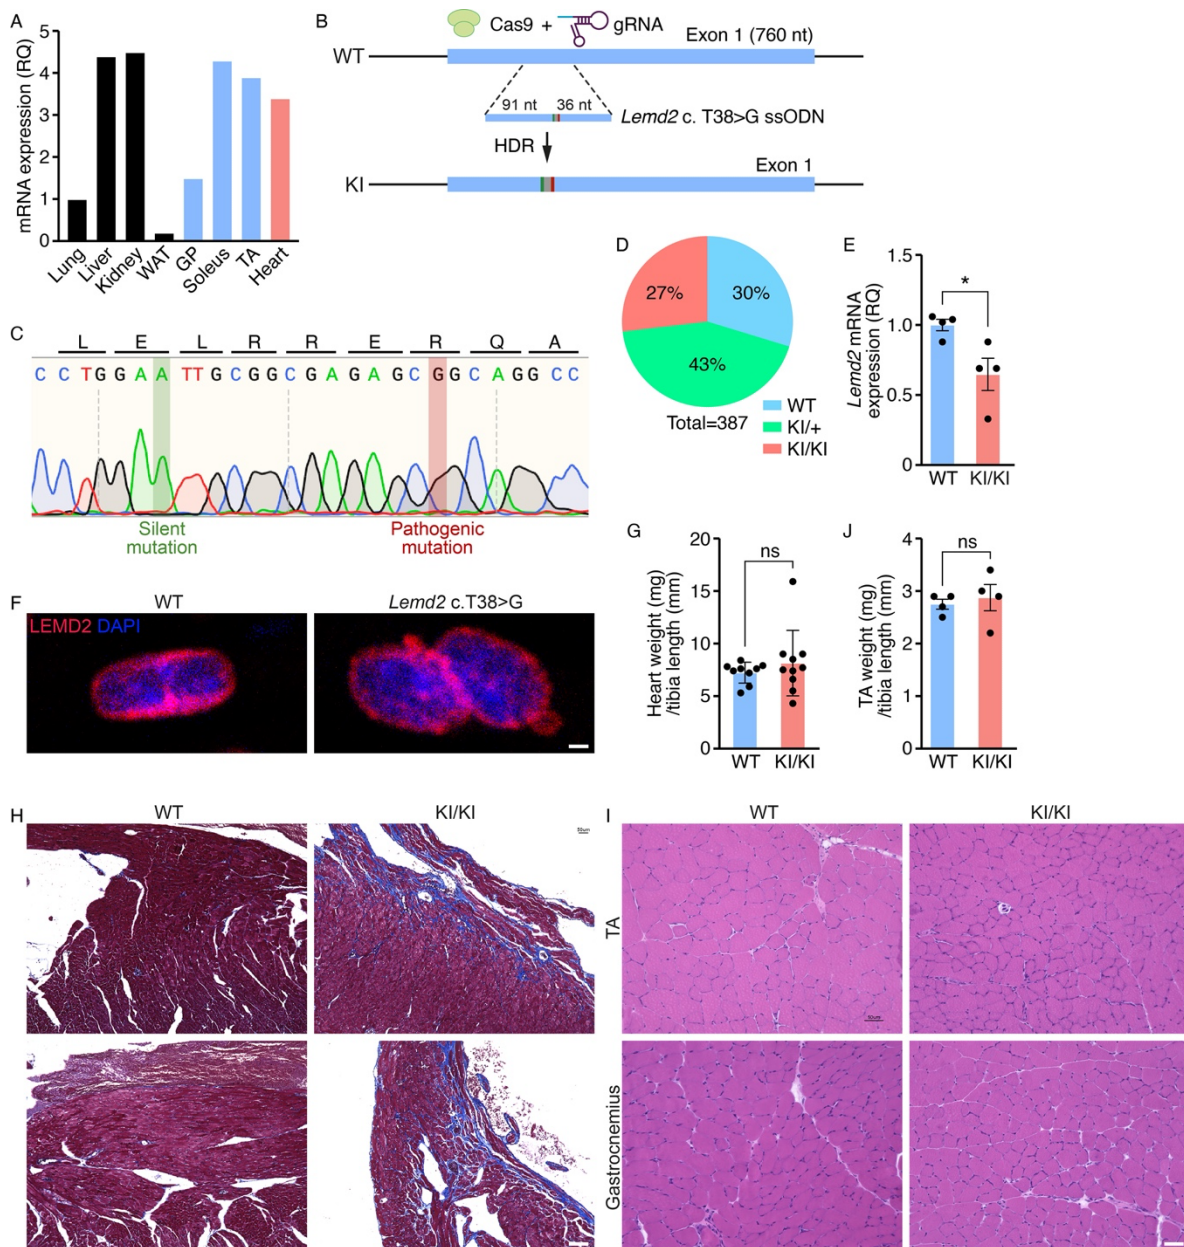 A
mRNA expression (RQ)
5
4
3
2
1
0
Lung
Liver
Kidney
WAT
GP
Soleus
TA
Heart
B
Cas9 +
gRNA
WT
Exon 1 (760 nt)
91 nt
36 nt
Lemd2 c. T38>G ssODN
HDR
Exon 1
KI
C
L E L R R E R Q A
C C T G G A A T T G C G G C G A G A G C G G C A G G C C
Silent
mutation
Pathogenic
mutation
D
27%
30%
43%
Total=387
WT
KI/+
KI/KI
E
Lemd2 mRNA
expression (RQ)
1.5
1.0
0.5
0
*
WT
KI/KI
F
WT
Lemd2 c.T38>G
LEMD2 DAPI
G
Heart weight (mg)
/tibia length (mm)
20
15
10
5
0
ns
WT
KI/KI
J
TA weight (mg)
/tibia length (mm)
4
3
2
1
0
ns
WT
KI/KI
H
WT
KI/KI
50um
I
WT
KI/KI
TA
50um
Gastrocnemius